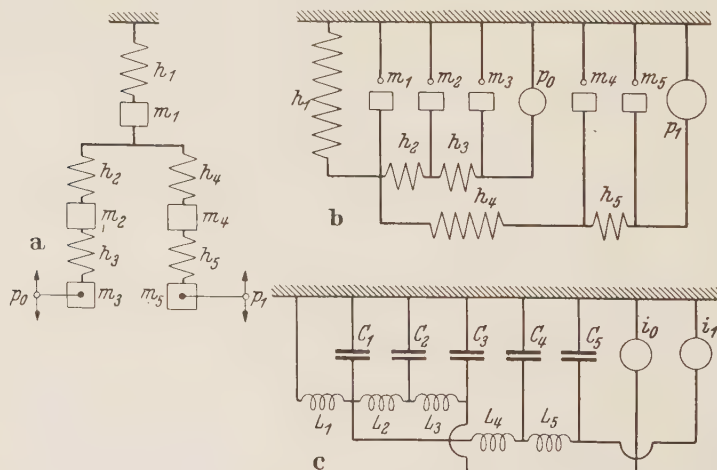 h₁
m₁
h₂
h₄
m₂
m₄
a
h₃
h₅
p₀
m₃
m₅
p₁
m₁
m₂
m₃
p₀
m₄
m₅
p₁
h₁
h₂
h₃
b
h₄
h₅
C₁
C₂
C₃
C₄
C₅
i₀
i₁
L₁
L₂
L₃
L₄
L₅
c